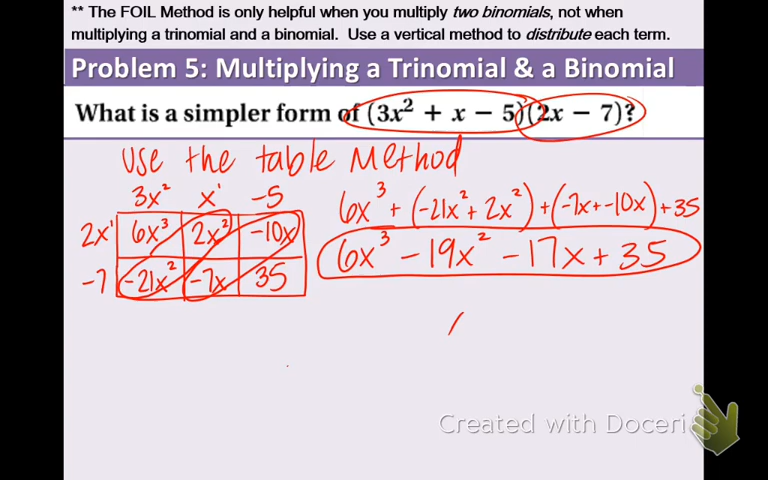 ** The FOIL Method is only helpful when you multiply two binomials, not when
multiplying a trinomial and a binomial. Use a vertical method to distribute each term.
Problem 5: Multiplying a Trinomial & a Binomial
What is a simpler form of (3x² + x − 5)(2x − 7)?
Use the table Method
3x² x¹ -5
2x¹ 6x³ 2x² -10x
-7 -21x² -7x 35
6x³ + (-21x² + 2x²) + (-7x + -10x) + 35
6x³ - 19x² - 17x + 35
Created with Doceri